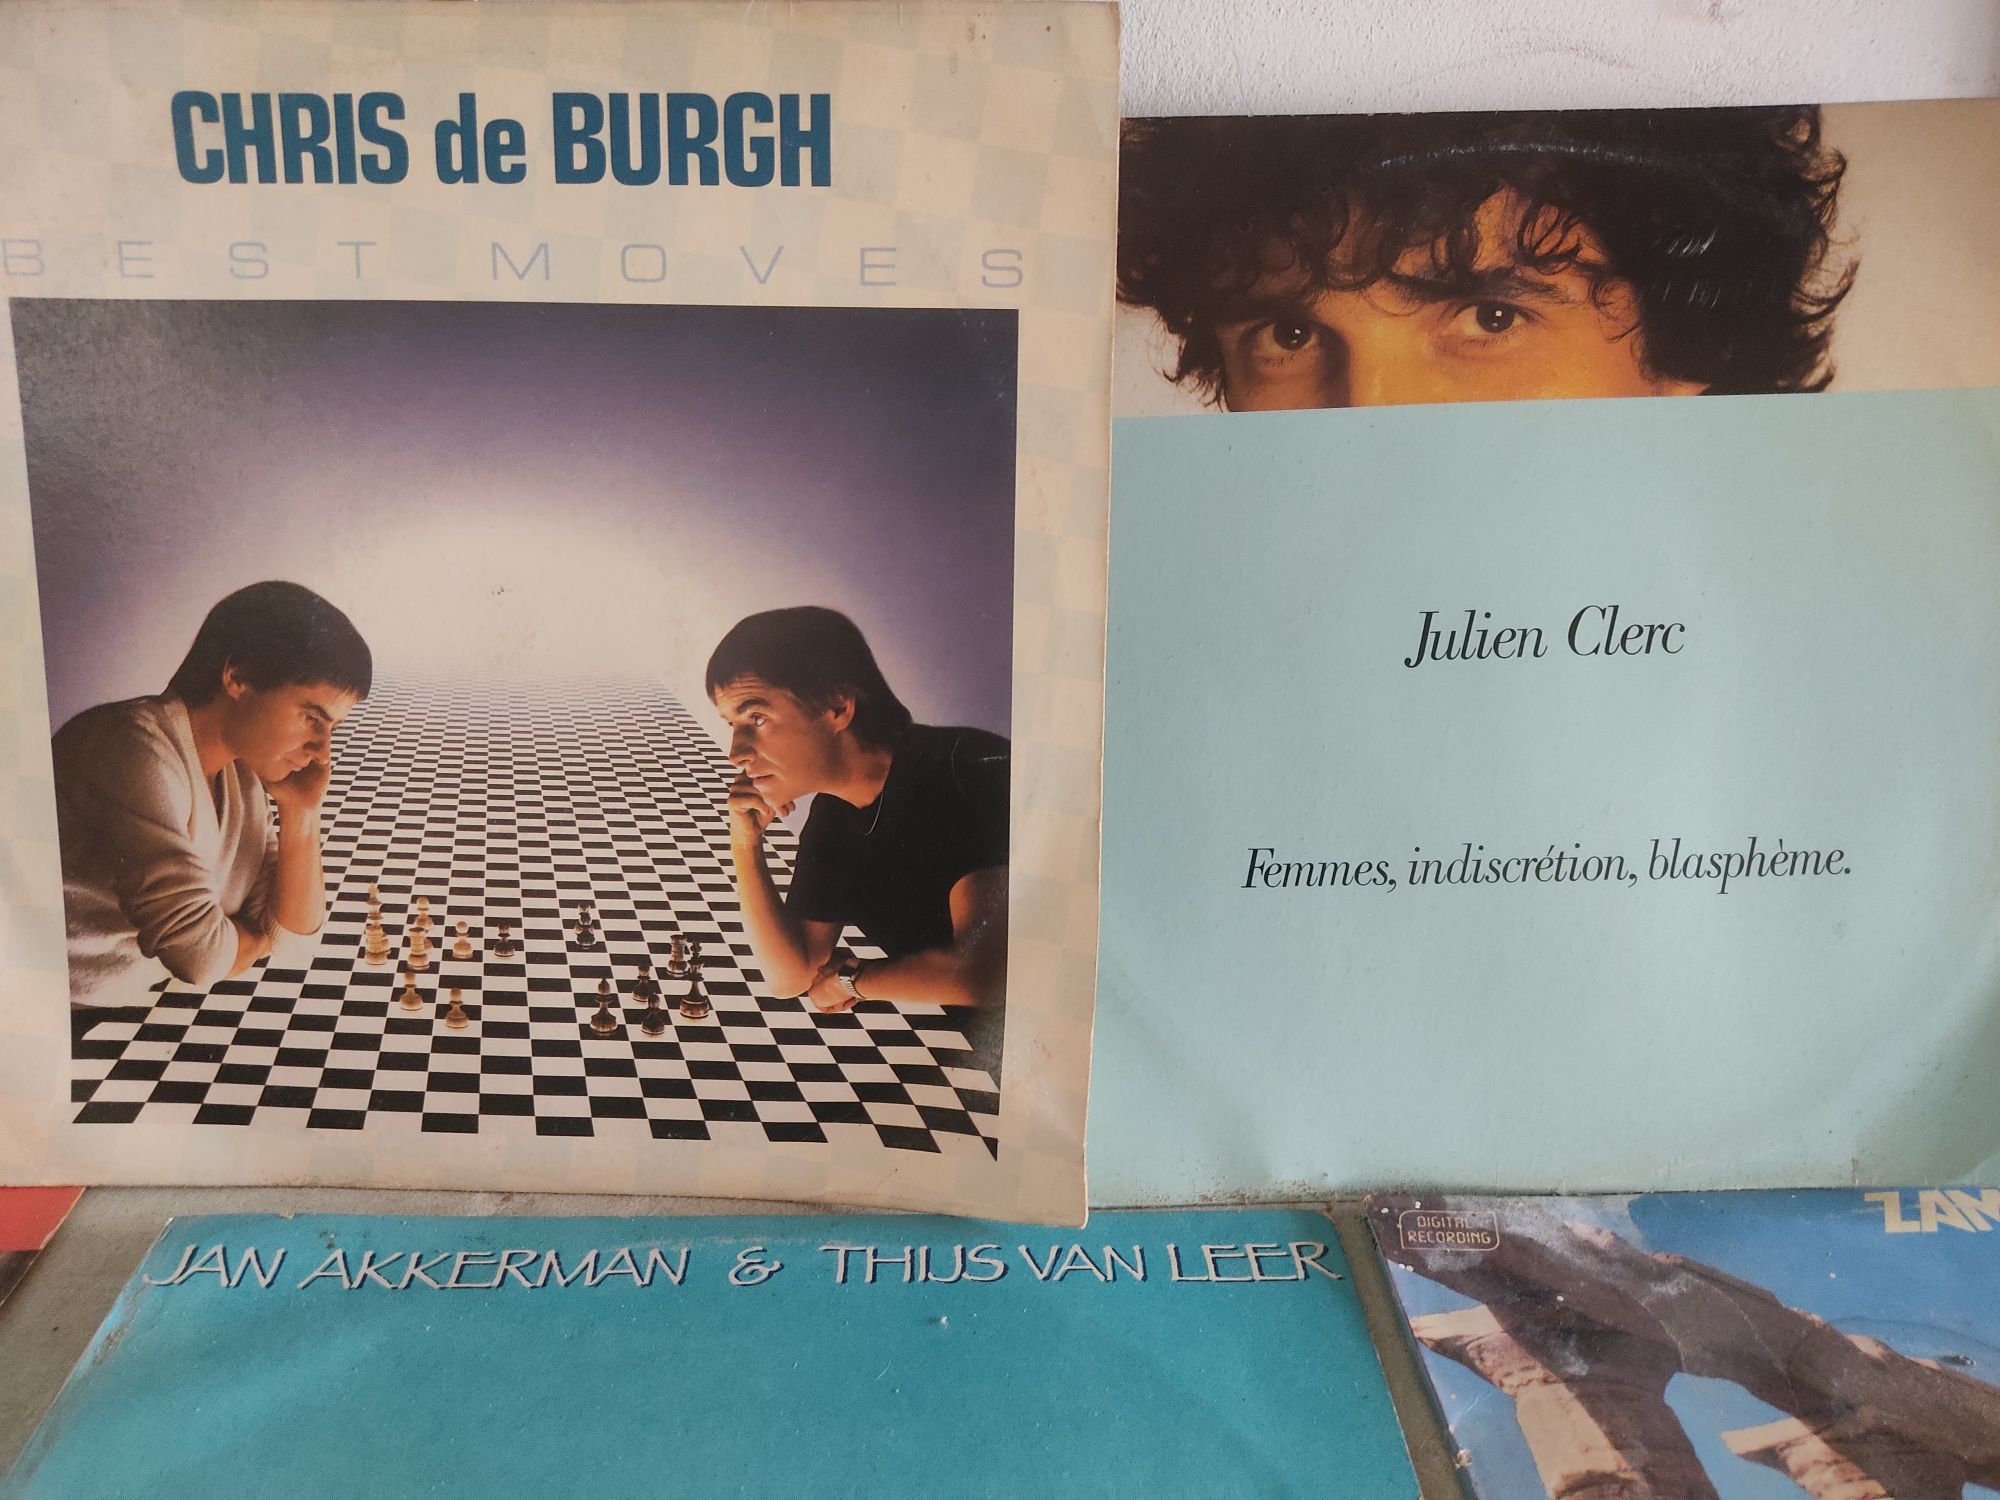 CHRIS de BURGH
BEST MOVES
Julien Clerc
Femmes, indiscrétion, blasphème.
JAN AKKERMAN & THIJS VAN LEER
DIGITAL
RECORDING